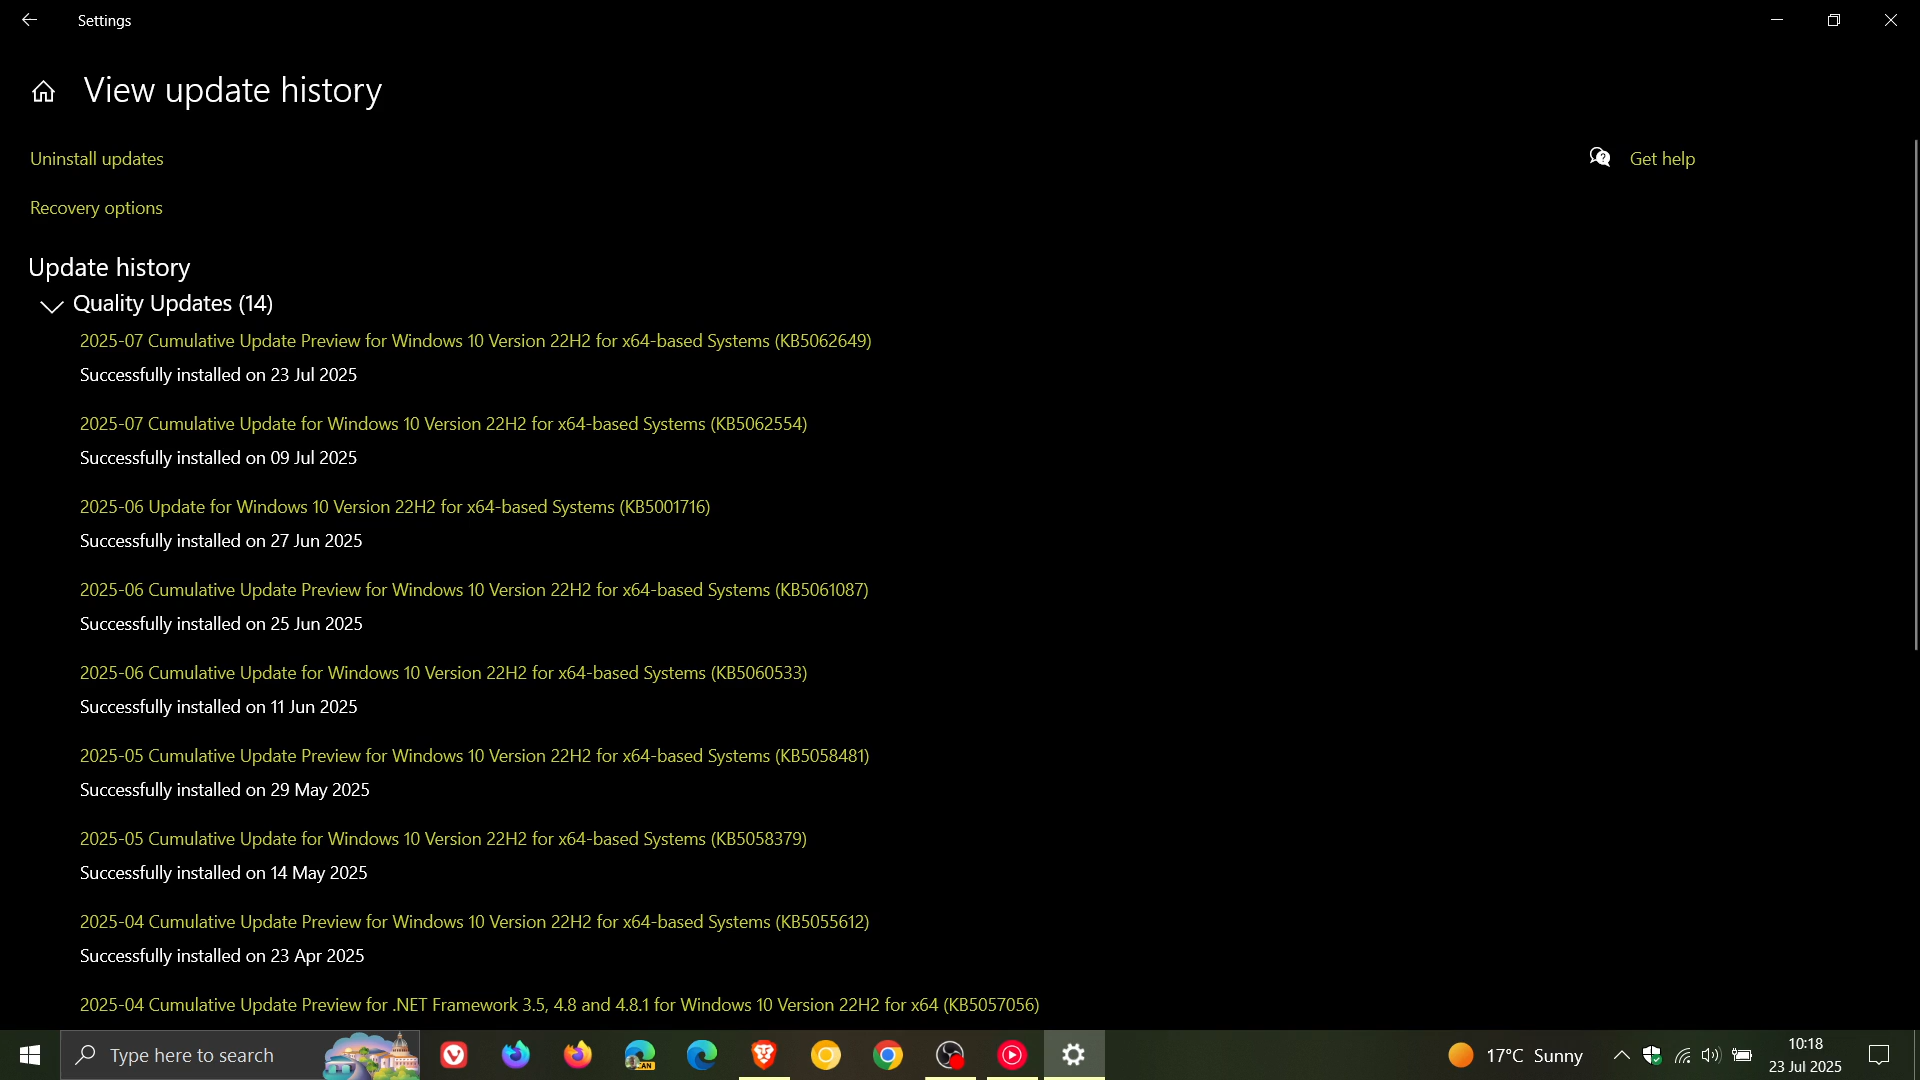 Settings
View update history
Uninstall updates
Get help
Recovery options
Update history
Quality Updates (14)
2025-07 Cumulative Update Preview for Windows 10 Version 22H2 for x64-based Systems (KB5062649)
Successfully installed on 23 Jul 2025
2025-07 Cumulative Update for Windows 10 Version 22H2 for x64-based Systems (KB5062554)
Successfully installed on 09 Jul 2025
2025-06 Update for Windows 10 Version 22H2 for x64-based Systems (KB5001716)
Successfully installed on 27 Jun 2025
2025-06 Cumulative Update Preview for Windows 10 Version 22H2 for x64-based Systems (KB5061087)
Successfully installed on 25 Jun 2025
2025-06 Cumulative Update for Windows 10 Version 22H2 for x64-based Systems (KB5060533)
Successfully installed on 11 Jun 2025
2025-05 Cumulative Update Preview for Windows 10 Version 22H2 for x64-based Systems (KB5058481)
Successfully installed on 29 May 2025
2025-05 Cumulative Update for Windows 10 Version 22H2 for x64-based Systems (KB5058379)
Successfully installed on 14 May 2025
2025-04 Cumulative Update Preview for Windows 10 Version 22H2 for x64-based Systems (KB5055612)
Successfully installed on 23 Apr 2025
2025-04 Cumulative Update Preview for .NET Framework 3.5, 4.8 and 4.8.1 for Windows 10 Version 22H2 for x64 (KB5057056)
Type here to search
17°C Sunny
10:18
23 Jul 2025